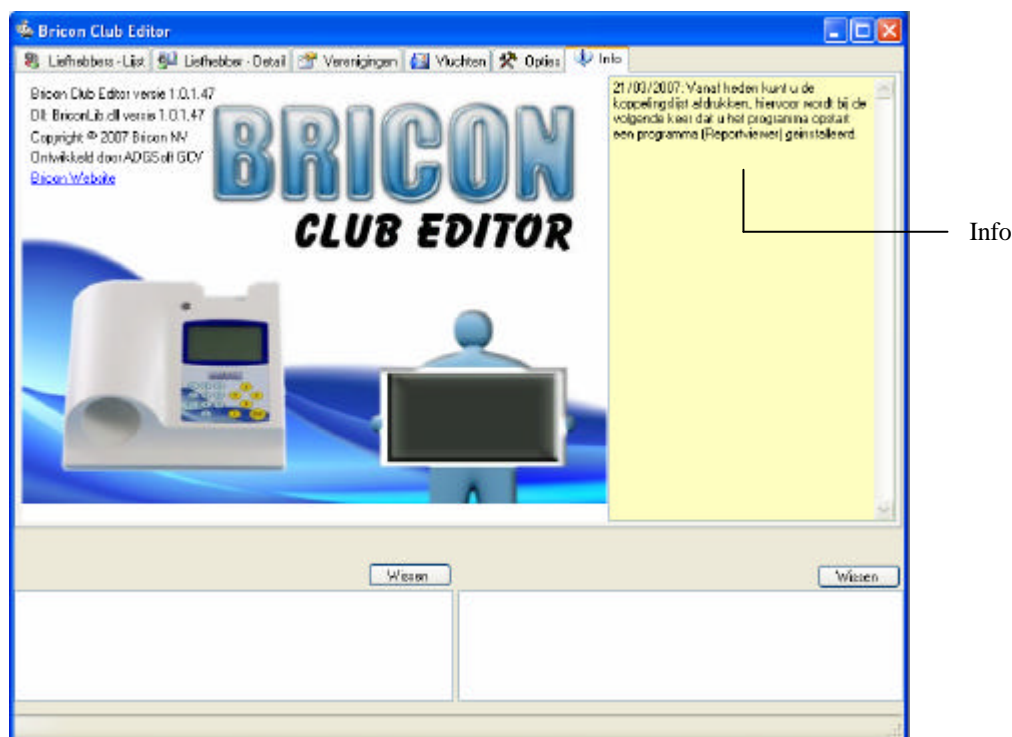 Bricon Club Editor
Liefhebbers - Lijst Liefhebber - Detail Verenigingen Vluchten Opties Info
Bricon Club Editor versie 1.0.1.47
Dll: BriconLib.dll versie 1.0.1.47
Copyright © 2007 Bricon NV
Ontwikkeld door ADGSoft GCV
Bricon Website
BRICON
CLUB EDITOR
21/03/2007: Vanaf heden kunt u de
koppelingslijst afdrukken, hiervoor wordt bij de
volgende keer dat u het programma opstart
een programma (Reportviewer) geinstalleerd.
Info
Wissen
Wissen